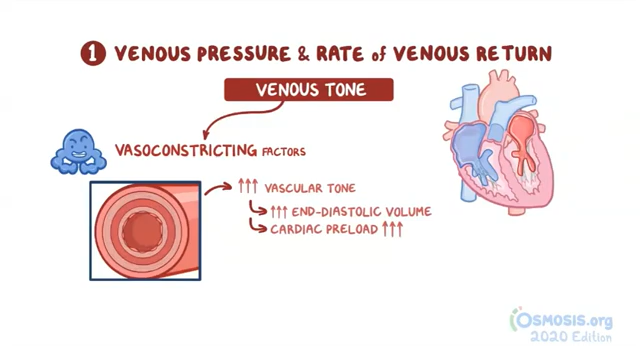 1 VENOUS PRESSURE & RATE OF VENOUS RETURN
VENOUS TONE
VASOCONSTRICTING FACTORS
↑↑↑ VASCULAR TONE
↑↑↑ END-DIASTOLIC VOLUME
CARDIAC PRELOAD ↑↑↑
OSMOSIS.org
2020 Edition